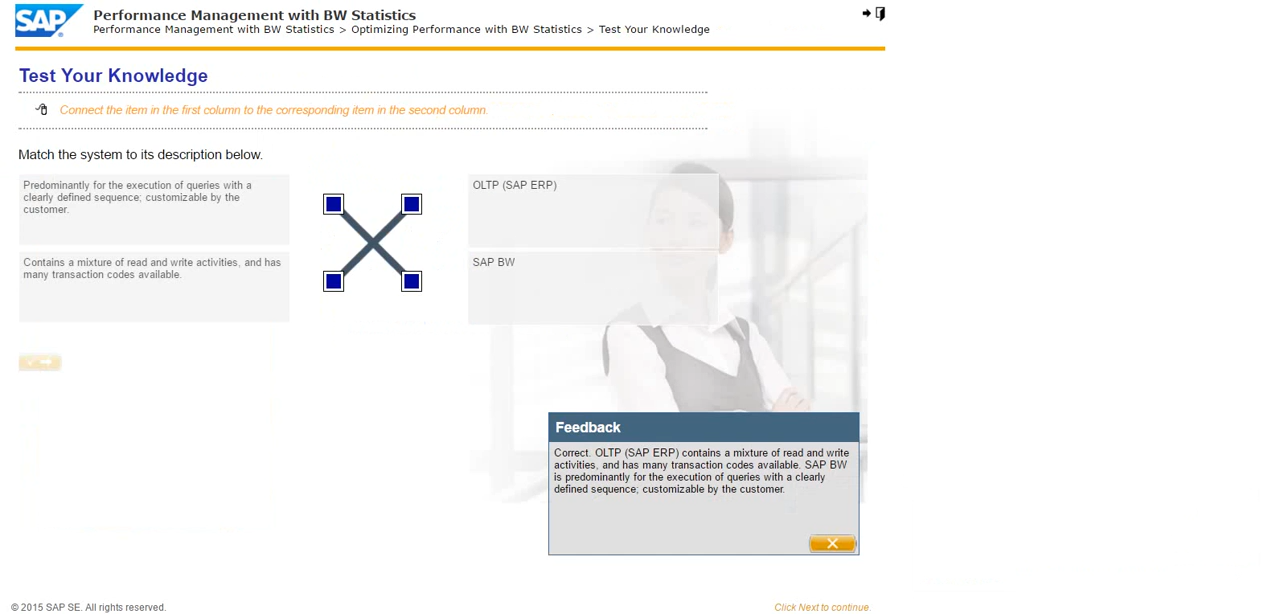 SAP
Performance Management with BW Statistics
Performance Management with BW Statistics > Optimizing Performance with BW Statistics > Test Your Knowledge
Test Your Knowledge
Connect the item in the first column to the corresponding item in the second column.
Match the system to its description below.
Predominantly for the execution of queries with a
clearly defined sequence; customizable by the
customer.
OLTP (SAP ERP)
Contains a mixture of read and write activities, and has
many transaction codes available.
SAP BW
Feedback
Correct. OLTP (SAP ERP) contains a mixture of read and write
activities, and has many transaction codes available. SAP BW
is predominantly for the execution of queries with a clearly
defined sequence; customizable by the customer.
© 2015 SAP SE. All rights reserved.
Click Next to continue.